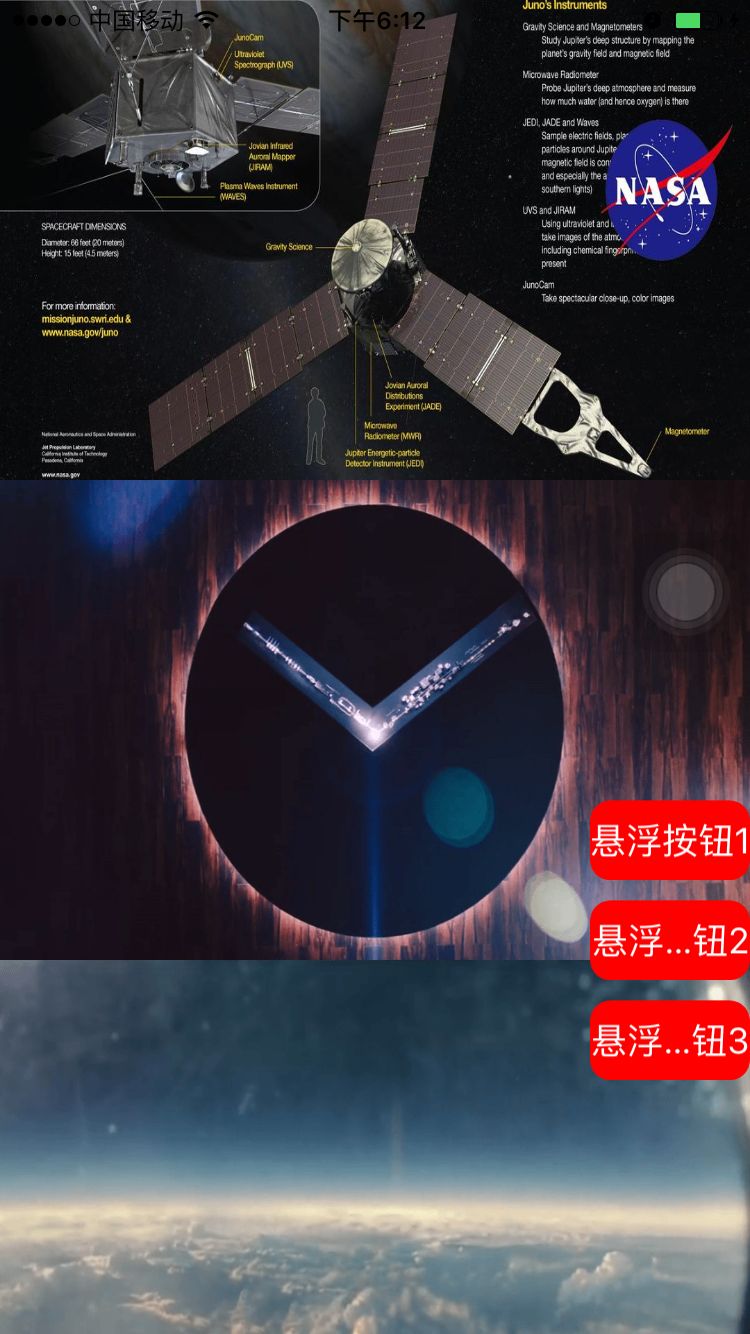 中国移动
下午6:12
JunoCam
Ultraviolet
Spectrograph (UVS)
Jovian Infrared
Auroral Mapper
(JIRAM)
Plasma Waves Instrument
(WAVES)
SPACECRAFT DIMENSIONS
Diameter: 66 feet (20 meters)
Height: 15 feet (4.5 meters)
For more information:
missionjuno.swri.edu &
www.nasa.gov/juno
National Aeronautics and Space Administration
Jet Propulsion Laboratory
California Institute of Technology
Pasadena, California
www.nasa.gov
Gravity Science
Jovian Auroral
Distributions
Experiment (JADE)
Microwave
Radiometer (MWR)
Jupiter Energetic-particle
Detector Instrument (JEDI)
Magnetometer
Juno's Instruments
Gravity Science and Magnetometers
Study Jupiter's deep structure by mapping the
planet's gravity field and magnetic field
Microwave Radiometer
Probe Jupiter's deep atmosphere and measure
how much water (and hence oxygen) is there
JEDI, JADE and Waves
Sample electric fields,
particles around
magnetic field is
and especially the
southern lights)
UVS and JIRAM
Using ultraviolet and
take images of the
including chemical
present
JunoCam
Take spectacular close-up, color images
NASA
悬浮按钮1
悬浮...钮2
悬浮...钮3